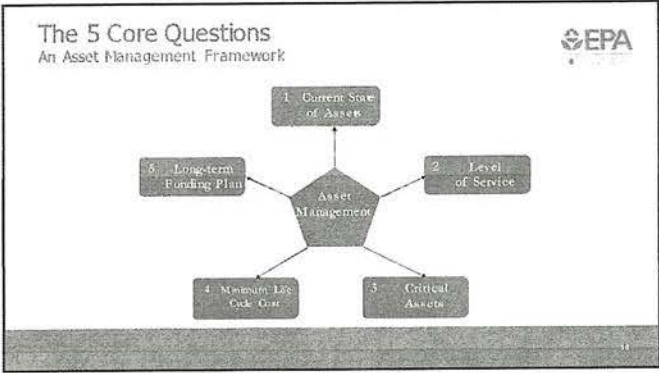 The 5 Core Questions
An Asset Management Framework
EPA
1 Current State
of Assets
2 Level
of Service
3 Critical
Assets
4 Minimum Life
Cycle Cost
5 Long-term
Funding Plan
Asset
Management